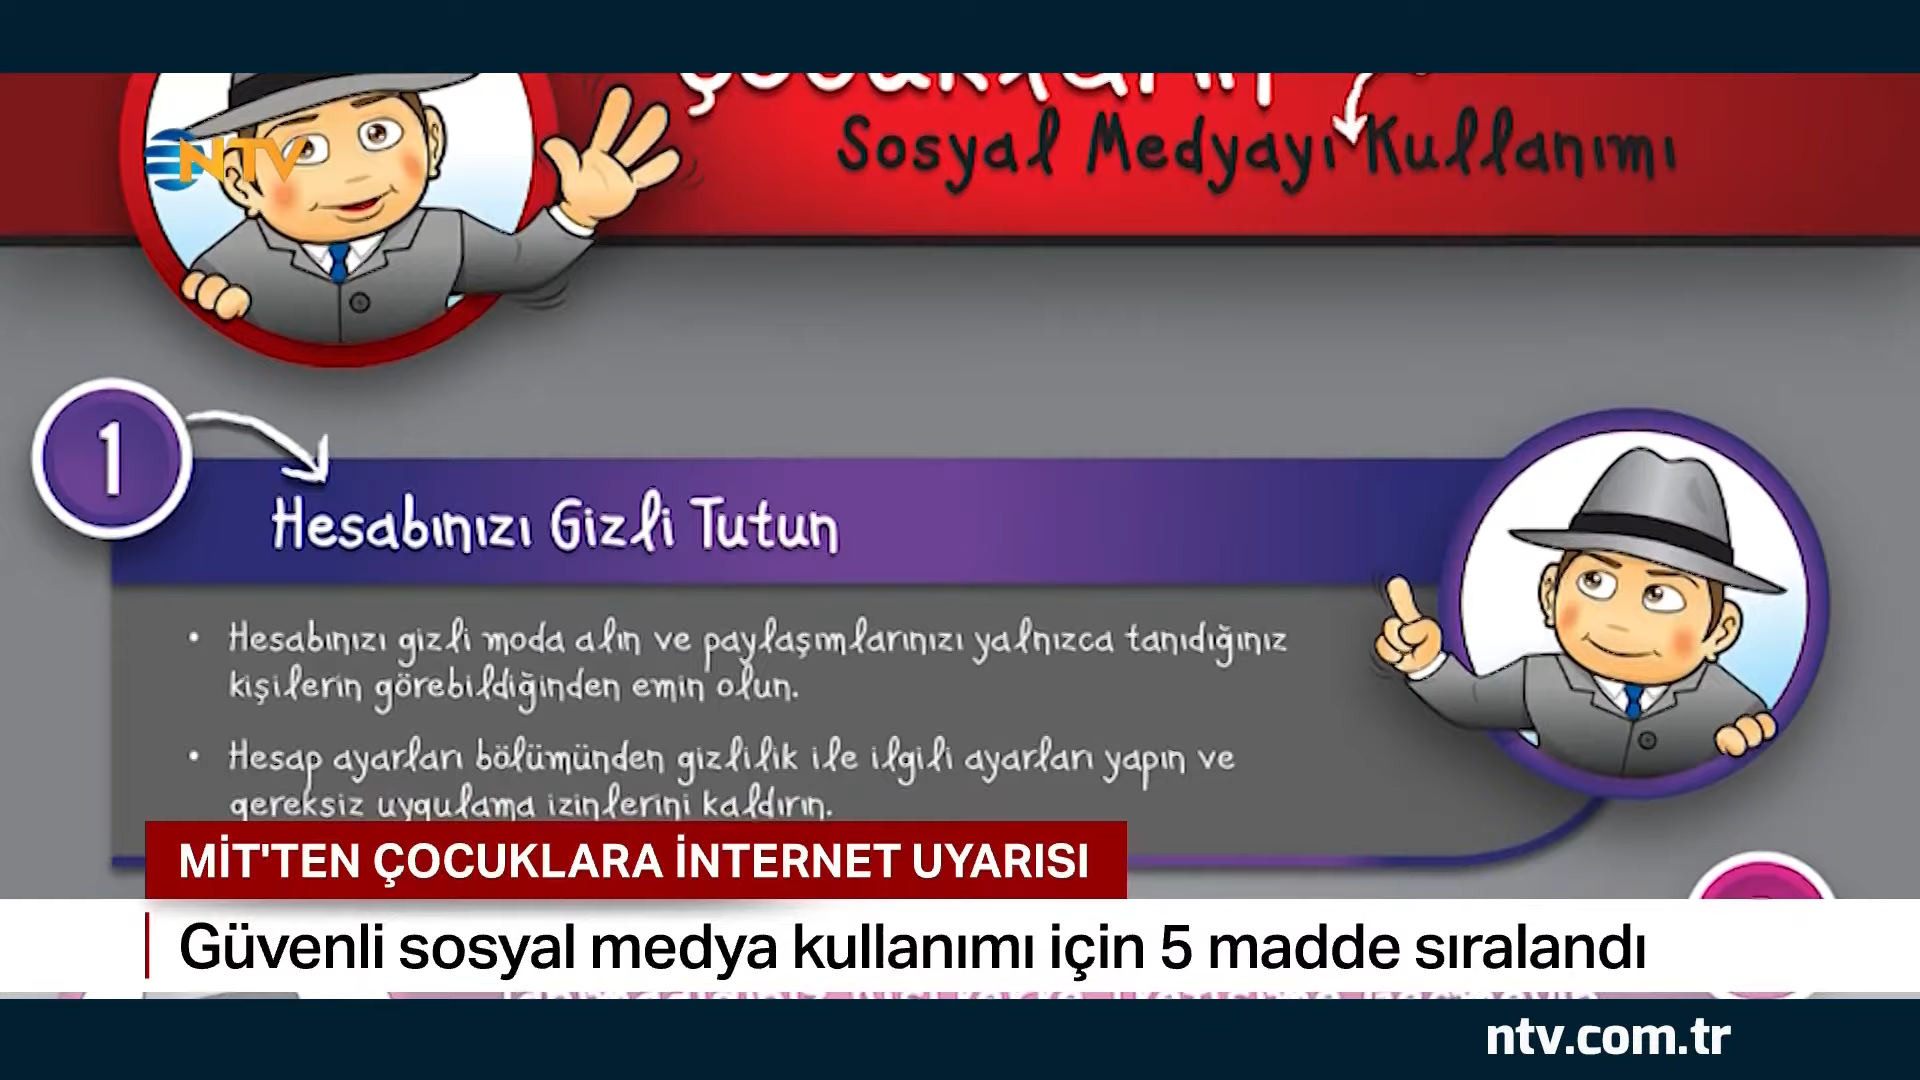 Çocukların
NTV
Sosyal Medyayı Kullanımı
1
Hesabınızı Gizli Tutun
• Hesabınızı gizli moda alın ve paylaşımlarınızı yalnızca tanıdığınız
kişilerin görebildiğinden emin olun.
• Hesap ayarları bölümünden gizlilik ile ilgili ayarları yapın ve
gereksiz uygulama izinlerini kaldırın.
MİT'TEN ÇOCUKLARA İNTERNET UYARISI
Güvenli sosyal medya kullanımı için 5 madde sıralandı
ntv.com.tr